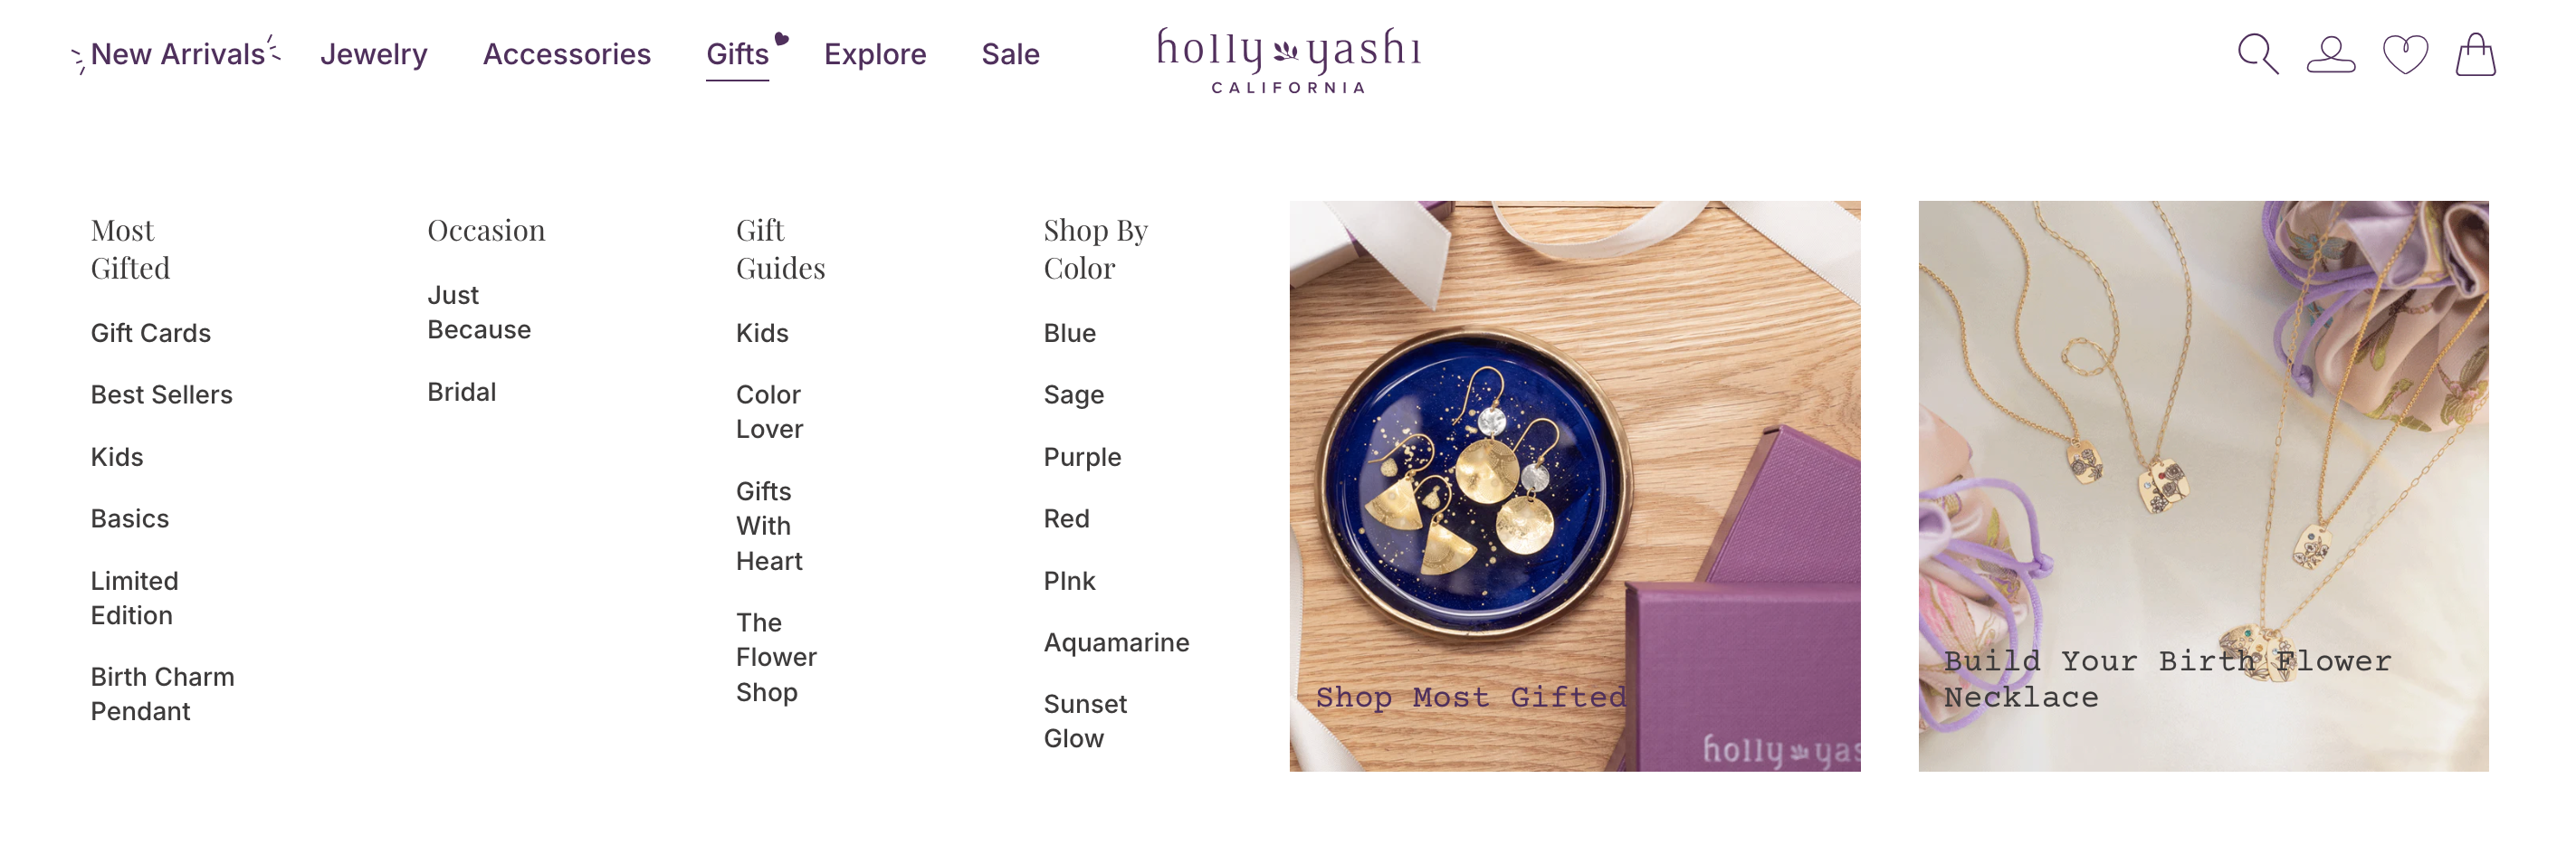 New Arrivals
Jewelry
Accessories
Gifts
Explore
Sale
holly yashi
CALIFORNIA
Most
Gifted
Gift Cards
Best Sellers
Kids
Basics
Limited
Edition
Birth Charm
Pendant
Occasion
Just
Because
Bridal
Gift
Guides
Kids
Color
Lover
Gifts
With
Heart
The
Flower
Shop
Shop By
Color
Blue
Sage
Purple
Red
PInk
Aquamarine
Sunset
Glow
Shop Most Gifted
holly yas
Build Your Birth Flower
Necklace